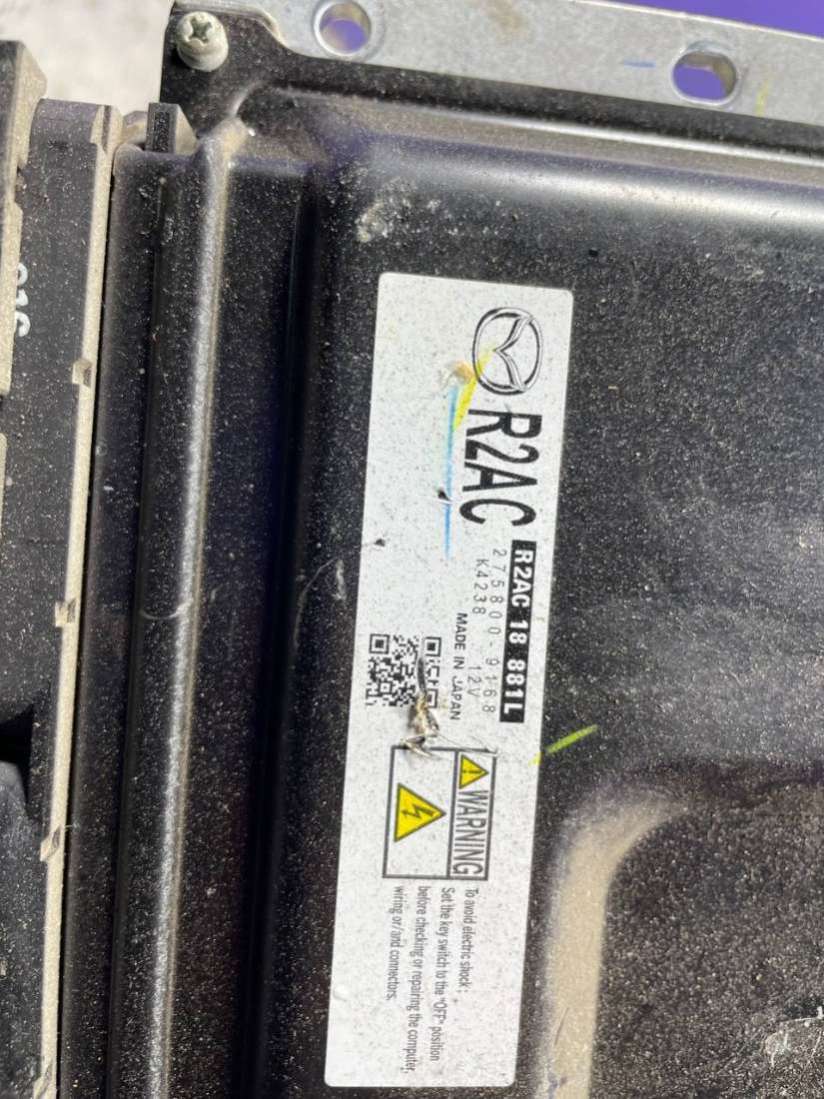 R2AC
R2AC 18 881L
275800-9168
K4238 12V
MADE IN JAPAN
WARNING
To avoid electric shock :
Set the key switch to the "OFF" position
before checking or repairing the computer,
wiring or/and connectors.